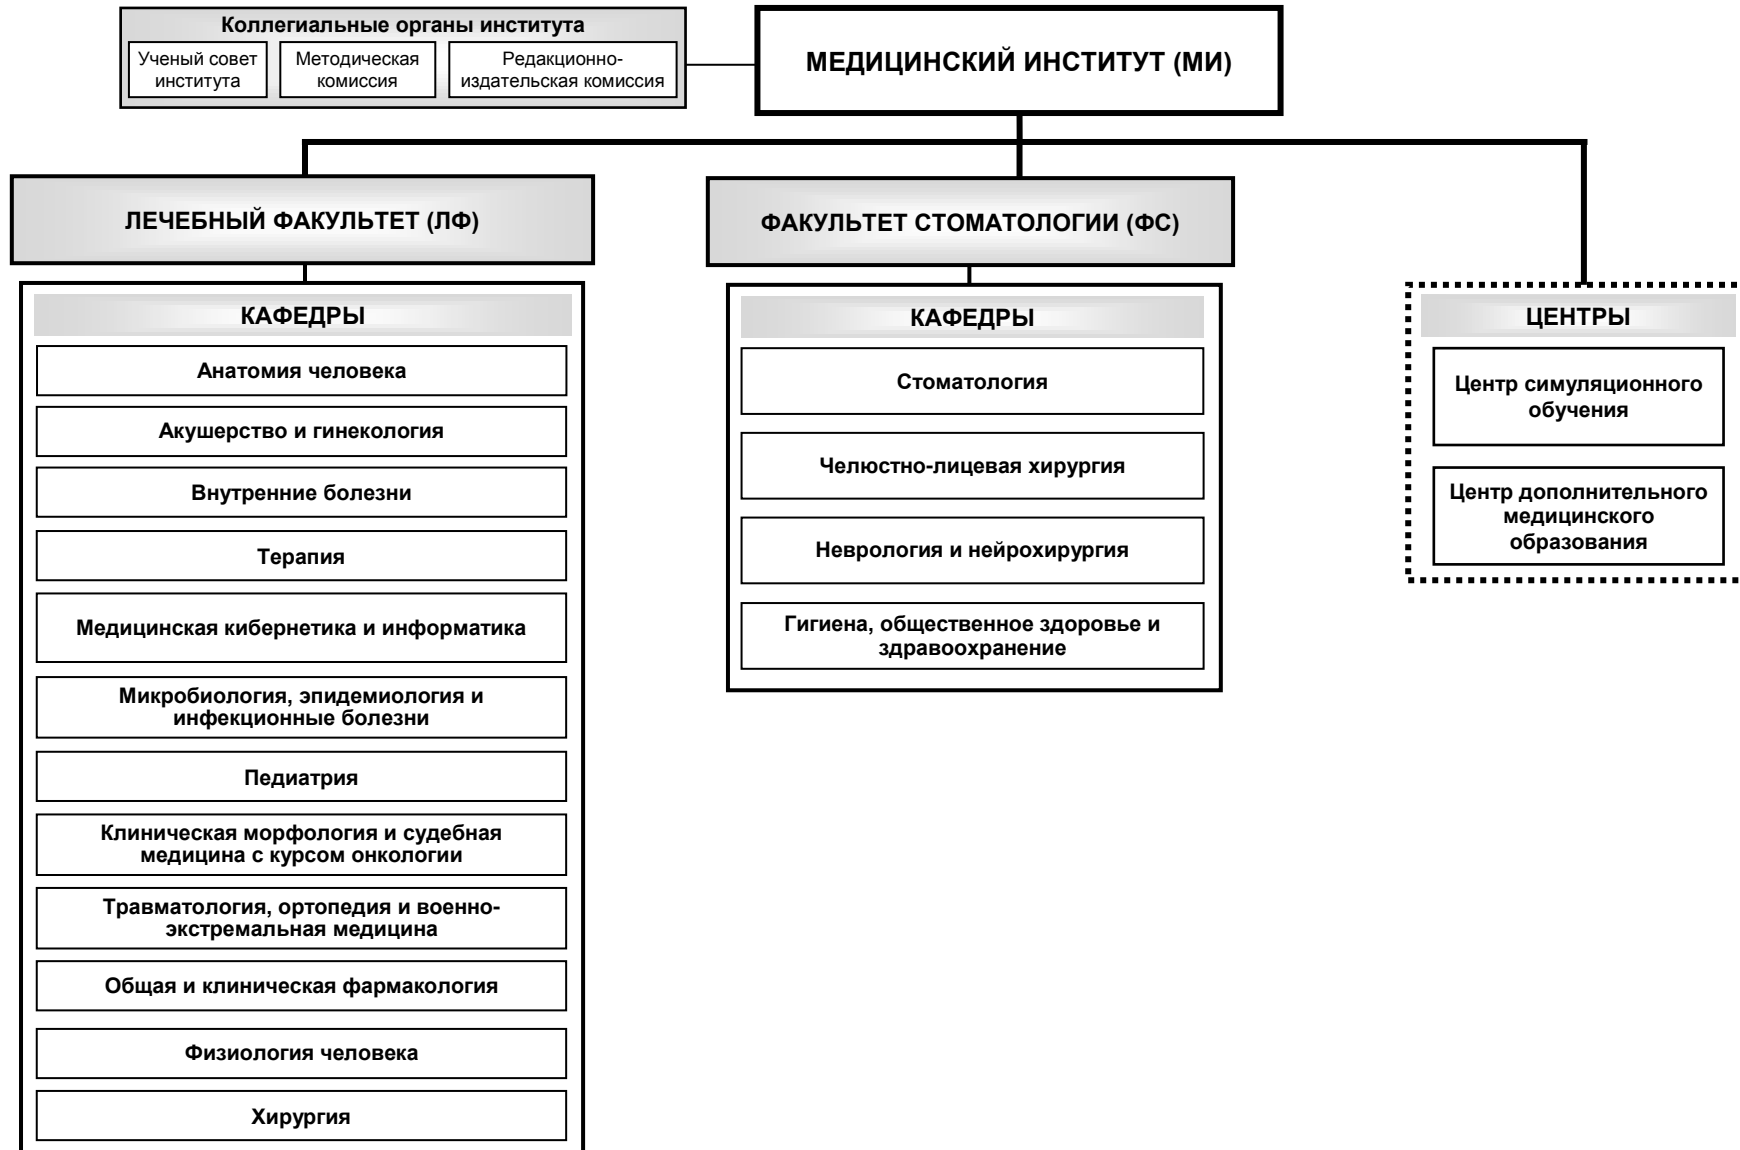 Коллегиальные органы института
Ученый совет
института
Методическая
комиссия
Редакционно-
издательская комиссия
МЕДИЦИНСКИЙ ИНСТИТУТ (МИ)
ЛЕЧЕБНЫЙ ФАКУЛЬТЕТ (ЛФ)
КАФЕДРЫ
Анатомия человека
Акушерство и гинекология
Внутренние болезни
Терапия
Медицинская кибернетика и информатика
Микробиология, эпидемиология и
инфекционные болезни
Педиатрия
Клиническая морфология и судебная
медицина с курсом онкологии
Травматология, ортопедия и военно-
экстремальная медицина
Общая и клиническая фармакология
Физиология человека
Хирургия
ФАКУЛЬТЕТ СТОМАТОЛОГИИ (ФС)
КАФЕДРЫ
Стоматология
Челюстно-лицевая хирургия
Неврология и нейрохирургия
Гигиена, общественное здоровье и
здравоохранение
ЦЕНТРЫ
Центр симуляционного
обучения
Центр дополнительного
медицинского
образования